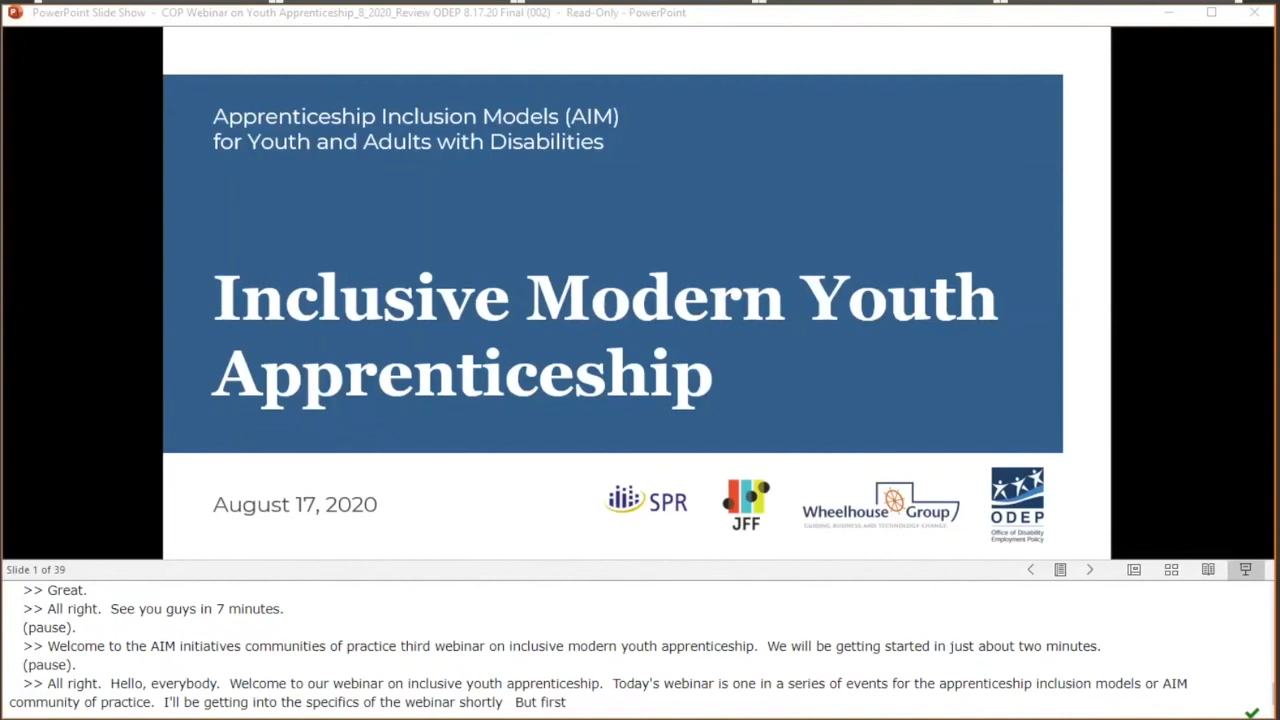 PowerPoint Slide Show - COP Webinar on Youth Apprenticeship_8_2020_Review ODEP 8.17.20 Final (002) - Read-Only - PowerPoint
Apprenticeship Inclusion Models (AIM)
for Youth and Adults with Disabilities
Inclusive Modern Youth
Apprenticeship
August 17, 2020
SPR
JFF
Wheelhouse Group
GUIDING BUSINESS AND TECHNOLOGY CHANGE
ODEP
Office of Disability
Employment Policy
Slide 1 of 39
>> Great.
>> All right.  See you guys in 7 minutes.
(pause).
>> Welcome to the AIM initiatives communities of practice third webinar on inclusive modern youth apprenticeship.  We will be getting started in just about two minutes.
(pause).
>> All right.  Hello, everybody.  Welcome to our webinar on inclusive youth apprenticeship.  Today's webinar is one in a series of events for the apprenticeship inclusion models or AIM
community of practice.  I'll be getting into the specifics of the webinar shortly   But first